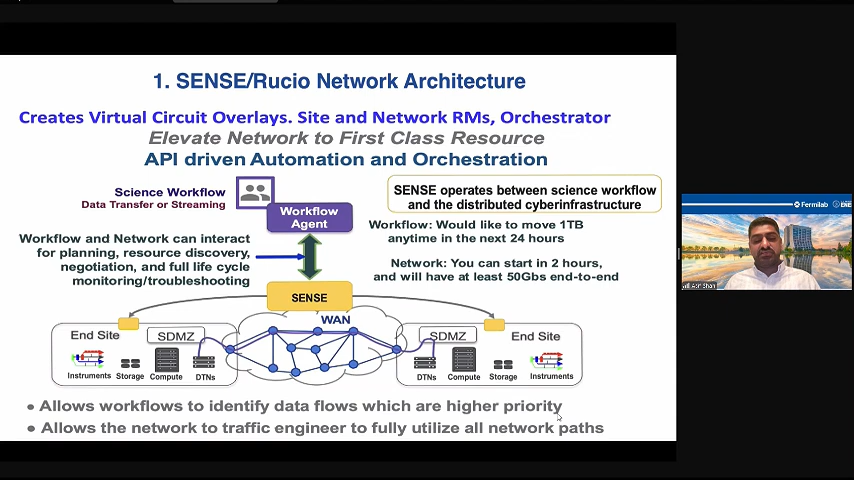 1. SENSE/Rucio Network Architecture
Creates Virtual Circuit Overlays. Site and Network RMs, Orchestrator
Elevate Network to First Class Resource
API driven Automation and Orchestration
Science Workflow
Data Transfer or Streaming
Workflow
Agent
SENSE operates between science workflow
and the distributed cyberinfrastructure
Workflow and Network can interact
for planning, resource discovery,
negotiation, and full life cycle
monitoring/troubleshooting
Workflow: Would like to move 1TB
anytime in the next 24 hours
Network: You can start in 2 hours,
and will have at least 50Gbs end-to-end
SENSE
WAN
End Site
SDMZ
Instruments
Storage
Compute
DTNs
SDMZ
End Site
DTNs
Compute
Storage
Instruments
• Allows workflows to identify data flows which are higher priority
• Allows the network to traffic engineer to fully utilize all network paths
Fermilab